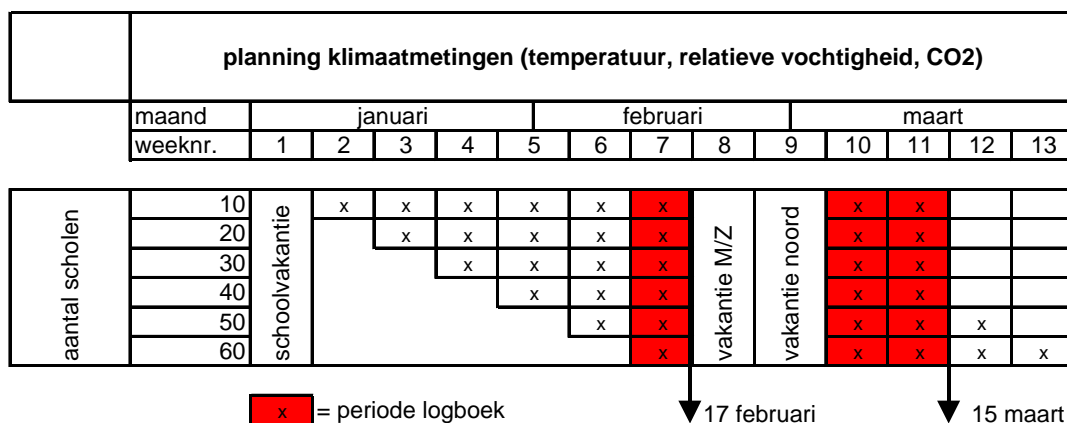 planning klimaatmetingen (temperatuur, relatieve vochtigheid, CO2)
maand januari februari maart
weeknr. 1 2 3 4 5 6 7 8 9 10 11 12 13
aantal scholen
schoolvakantie
vakantie M/Z
vakantie noord
10 x x x x x x x x
20 x x x x x x x
30 x x x x x x
40 x x x x x
50 x x x x x
60 x x x x x
x = periode logboek
17 februari
15 maart